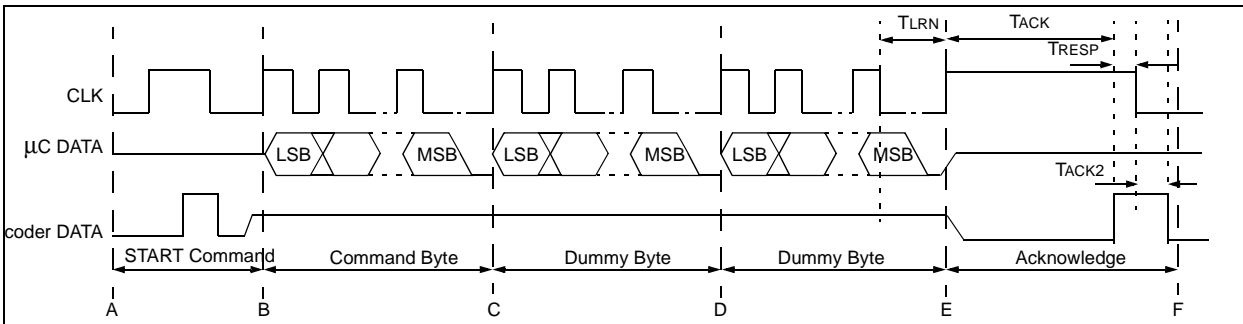 TLRN
TACK
TRESP
CLK
μC DATA
LSB
MSB
LSB
MSB
LSB
MSB
TACK2
coder DATA
START Command
Command Byte
Dummy Byte
Dummy Byte
Acknowledge
A
B
C
D
E
F